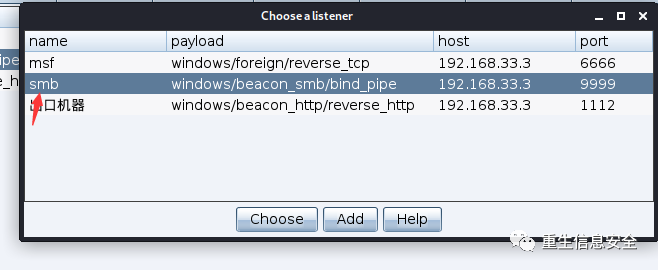 Choose a listener
name payload host port
msf windows/foreign/reverse_tcp 192.168.33.3 6666
smb windows/beacon_smb/bind_pipe 192.168.33.3 9999
出口机器 windows/beacon_http/reverse_http 192.168.33.3 1112
Choose Add Help
重生信息安全